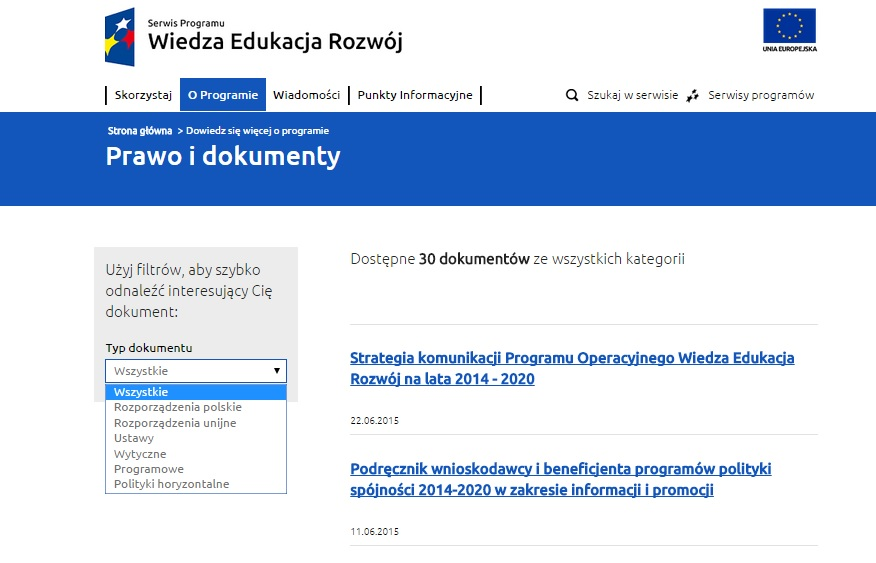 Serwis Programu
Wiedza Edukacja Rozwój
UNIA EUROPEJSKA
Skorzystaj
O Programie
Wiadomości
Punkty Informacyjne
Szukaj w serwisie
Serwisy programów
Strona główna > Dowiedz się więcej o programie
Prawo i dokumenty
Użyj filtrów, aby szybko
odnaleźć interesujący Cię
dokument:
Typ dokumentu
Wszystkie
Wszystkie
Rozporządzenia polskie
Rozporządzenia unijne
Ustawy
Wytyczne
Programowe
Polityki horyzontalne
Dostępne 30 dokumentów ze wszystkich kategorii
Strategia komunikacji Programu Operacyjnego Wiedza Edukacja
Rozwój na lata 2014 - 2020
22.06.2015
Podręcznik wnioskodawcy i beneficjenta programów polityki
spójności 2014-2020 w zakresie informacji i promocji
11.06.2015